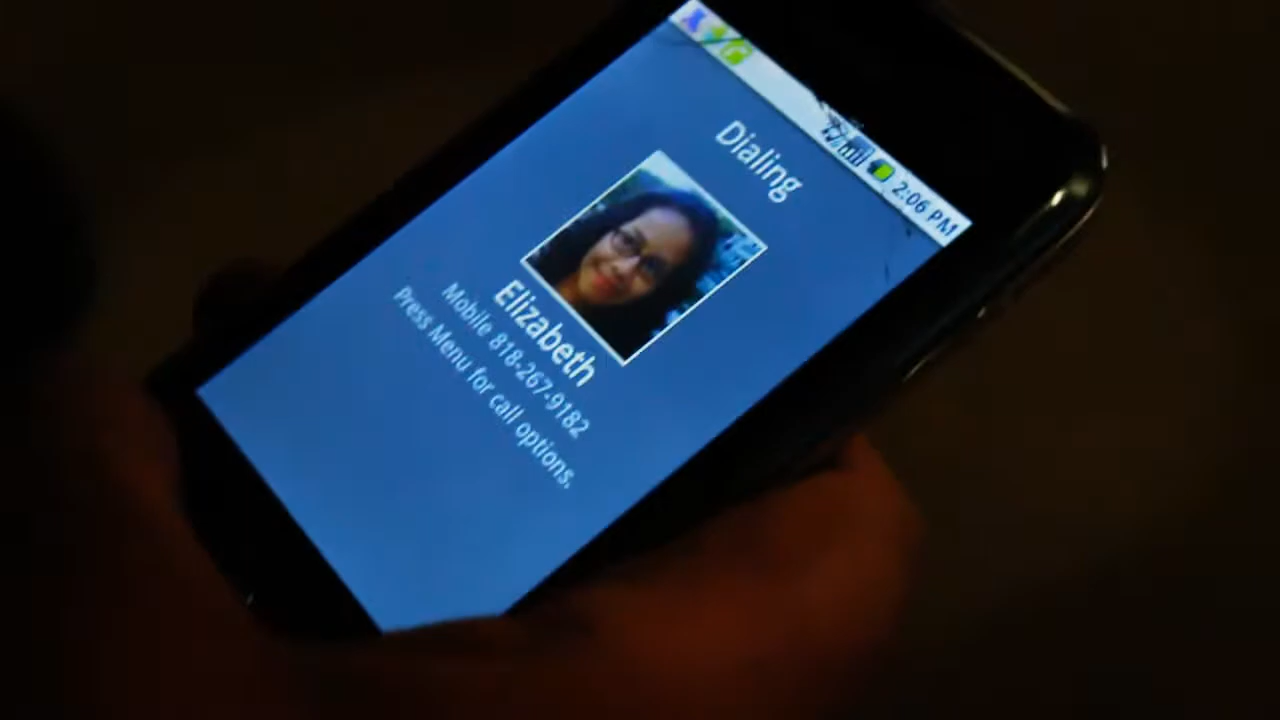 2:06 PM
Dialing
Elizabeth
Mobile 818-267-9182
Press Menu for call options.